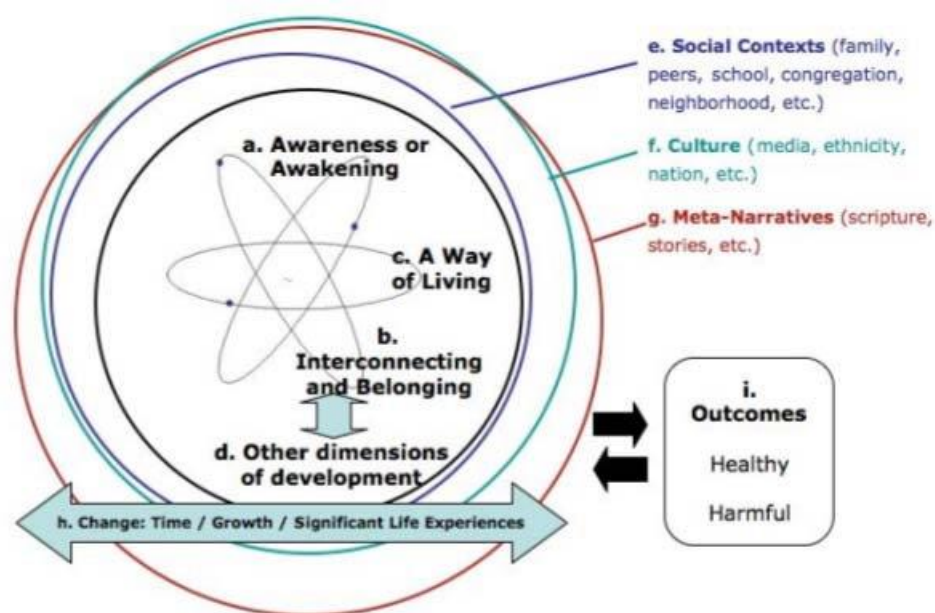 a. Awareness or
Awakening
c. A Way
of Living
b.
Interconnecting
and Belonging
d. Other dimensions
of development
h. Change: Time / Growth / Significant Life Experiences
e. Social Contexts (family,
peers, school, congregation,
neighborhood, etc.)
f. Culture (media, ethnicity,
nation, etc.)
g. Meta-Narratives (scripture,
stories, etc.)
i.
Outcomes
Healthy
Harmful